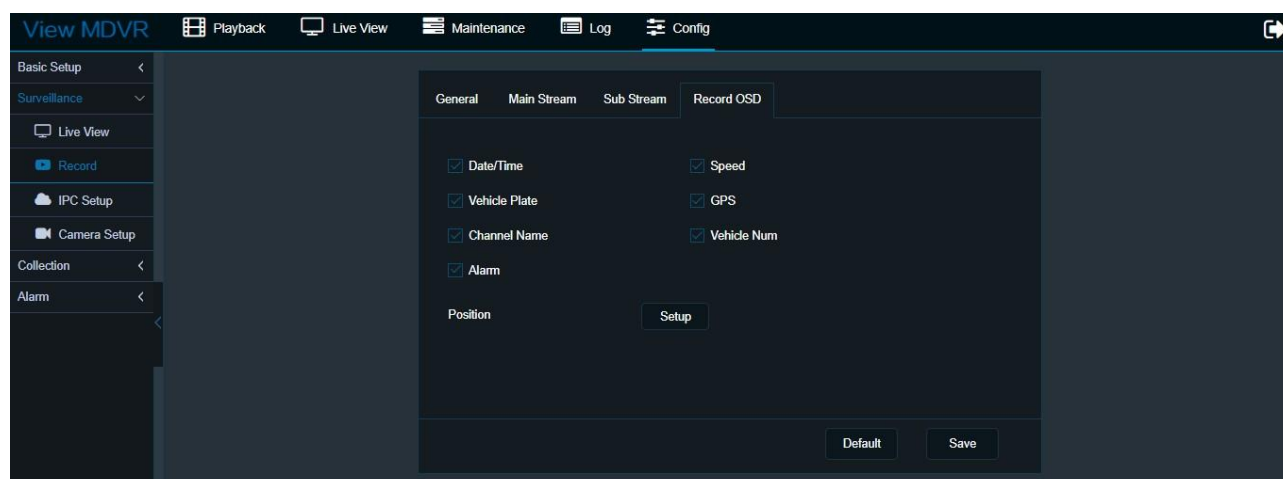 View MDVR Playback Live View Maintenance Log Config
Basic Setup
Surveillance
Live View
Record
IPC Setup
Camera Setup
Collection
Alarm
General Main Stream Sub Stream Record OSD
Date/Time Speed
Vehicle Plate GPS
Channel Name Vehicle Num
Alarm
Position Setup
Default Save